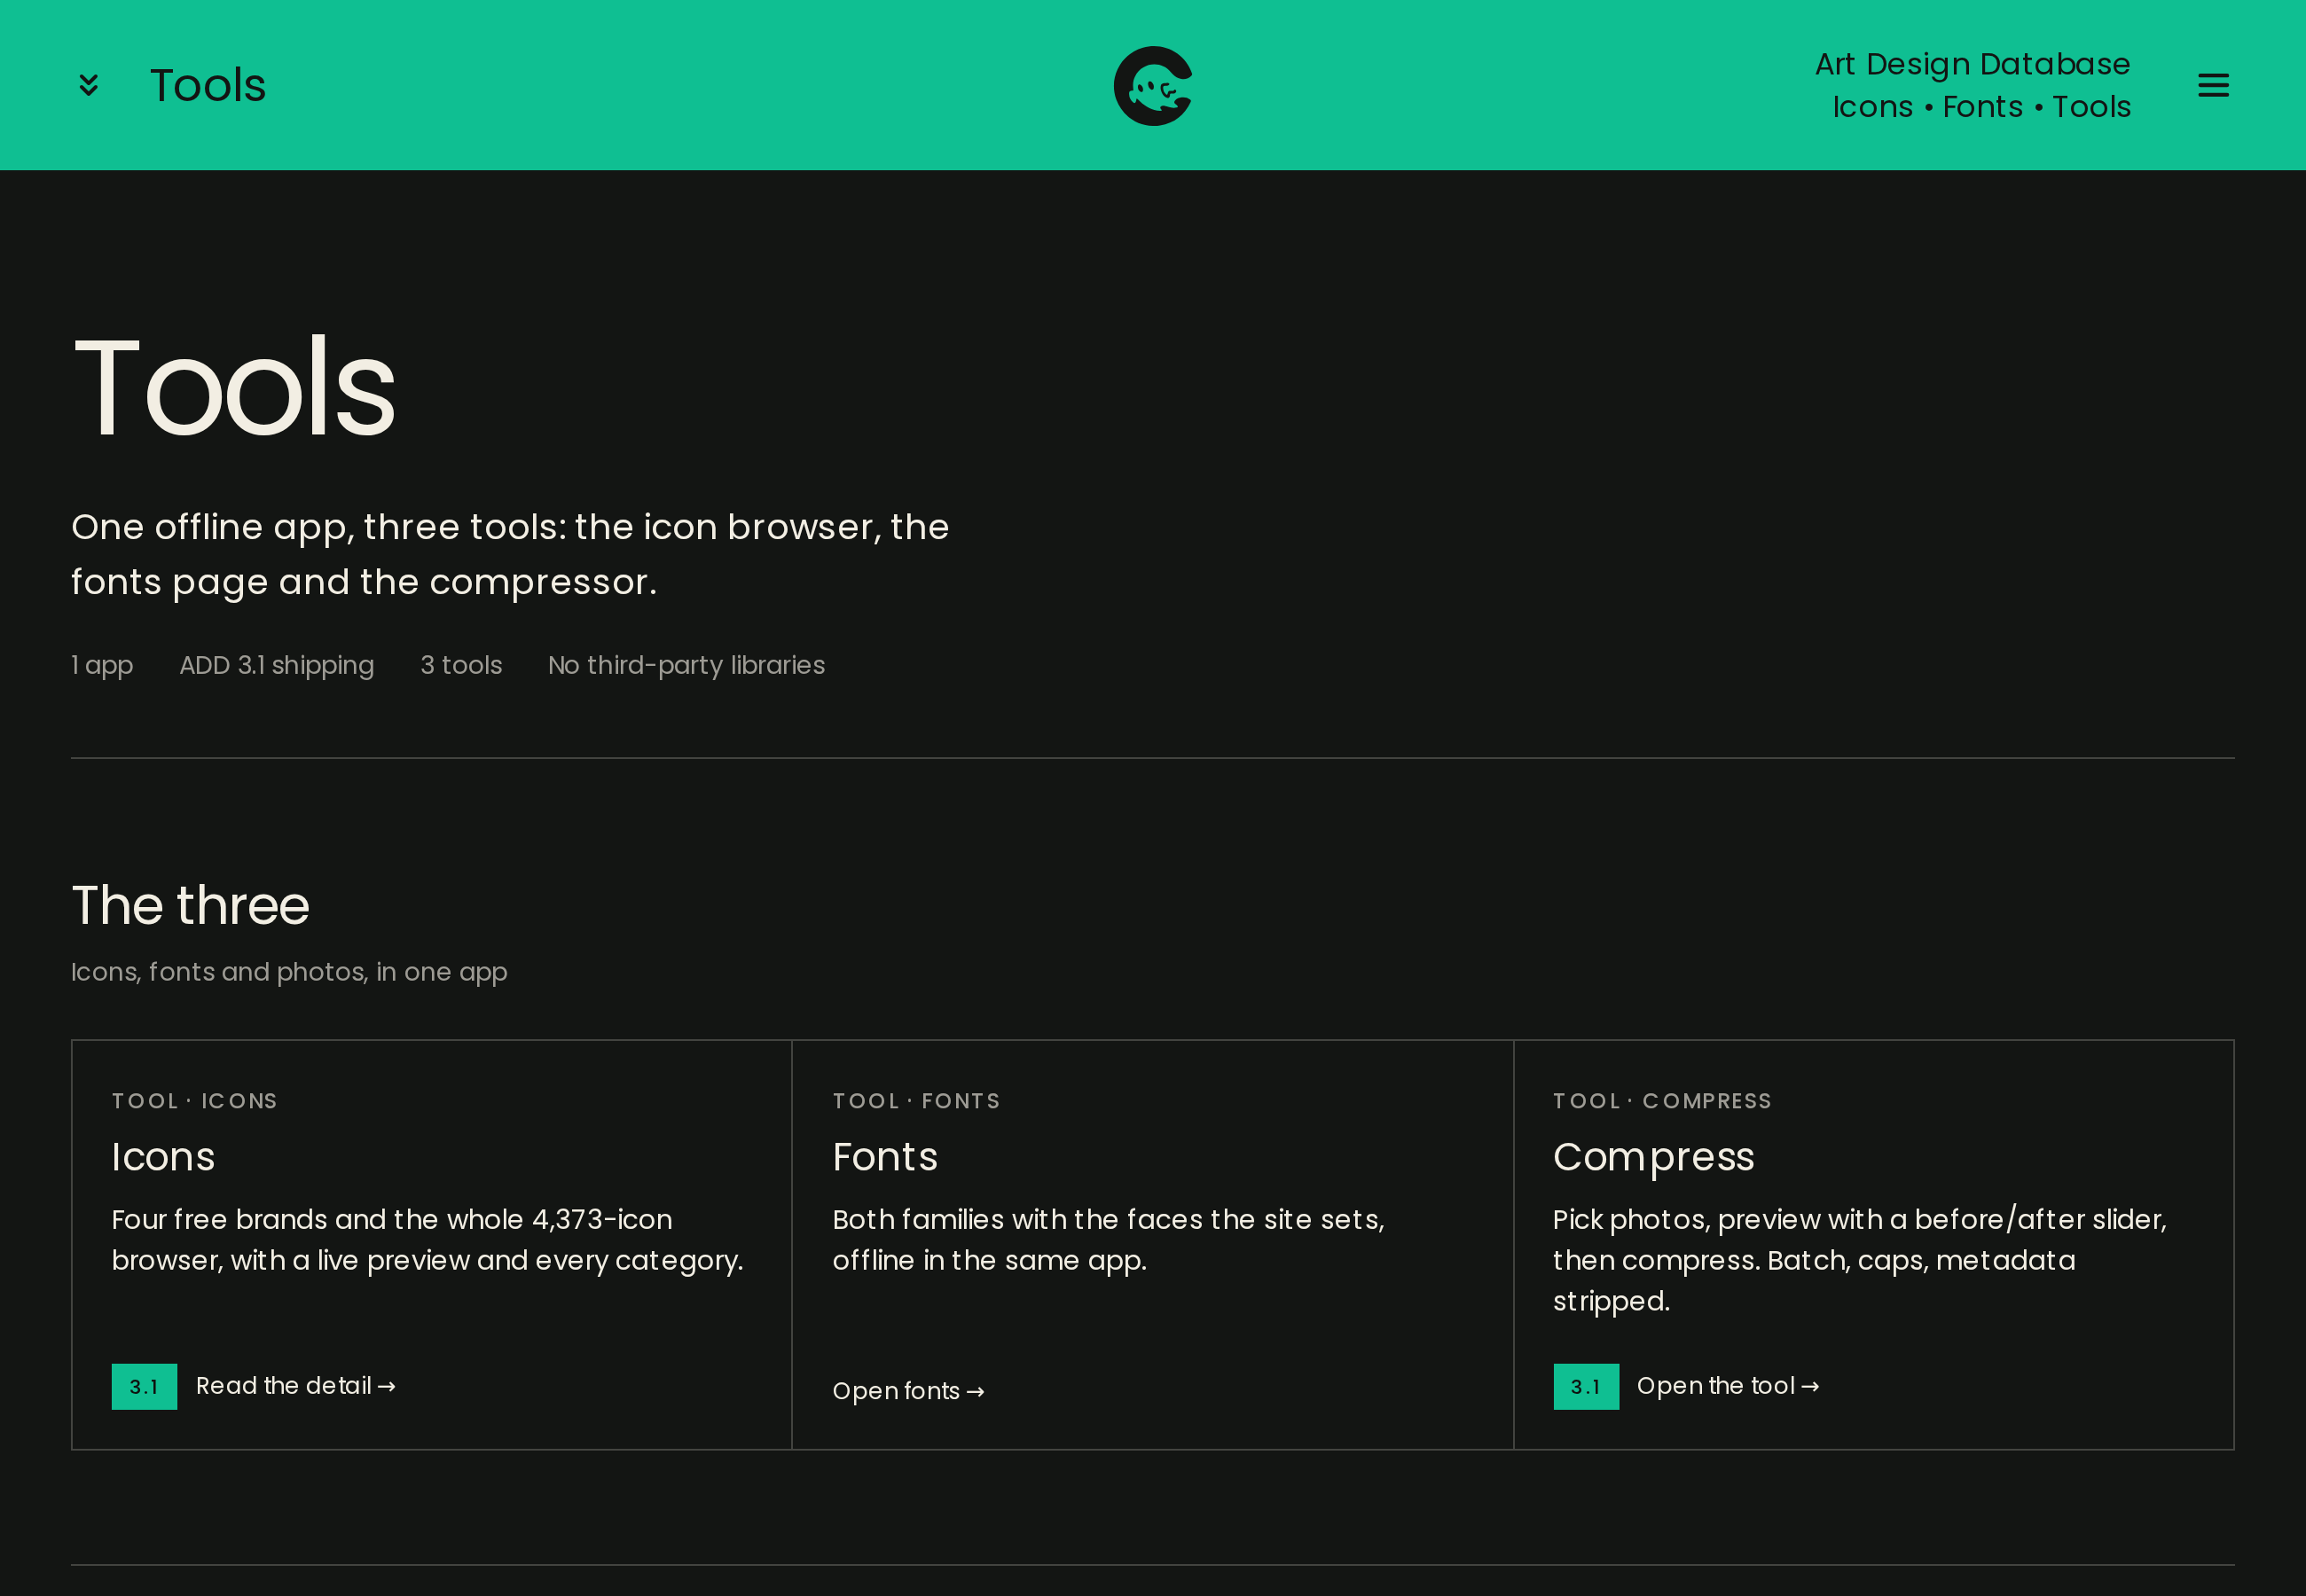 Tools
Art Design Database
Icons • Fonts • Tools
Tools
One offline app, three tools: the icon browser, the
fonts page and the compressor.
1 app ADD 3.1 shipping 3 tools No third-party libraries
The three
Icons, fonts and photos, in one app
TOOL · ICONS
Icons
Four free brands and the whole 4,373-icon
browser, with a live preview and every category.
3.1 Read the detail →
TOOL · FONTS
Fonts
Both families with the faces the site sets,
offline in the same app.
Open fonts →
TOOL · COMPRESS
Compress
Pick photos, preview with a before/after slider,
then compress. Batch, caps, metadata
stripped.
3.1 Open the tool →